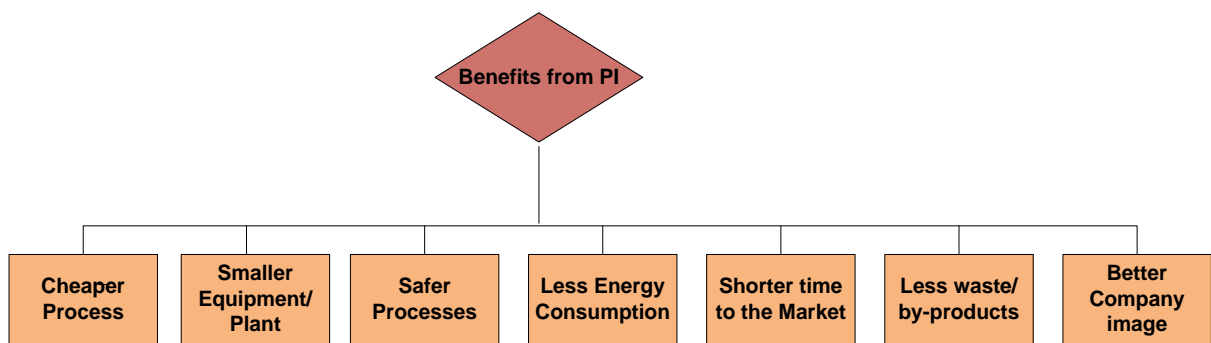 Benefits from PI
Cheaper
Process
Smaller
Equipment/
Plant
Safer
Processes
Less Energy
Consumption
Shorter time
to the Market
Less waste/
by-products
Better
Company
image